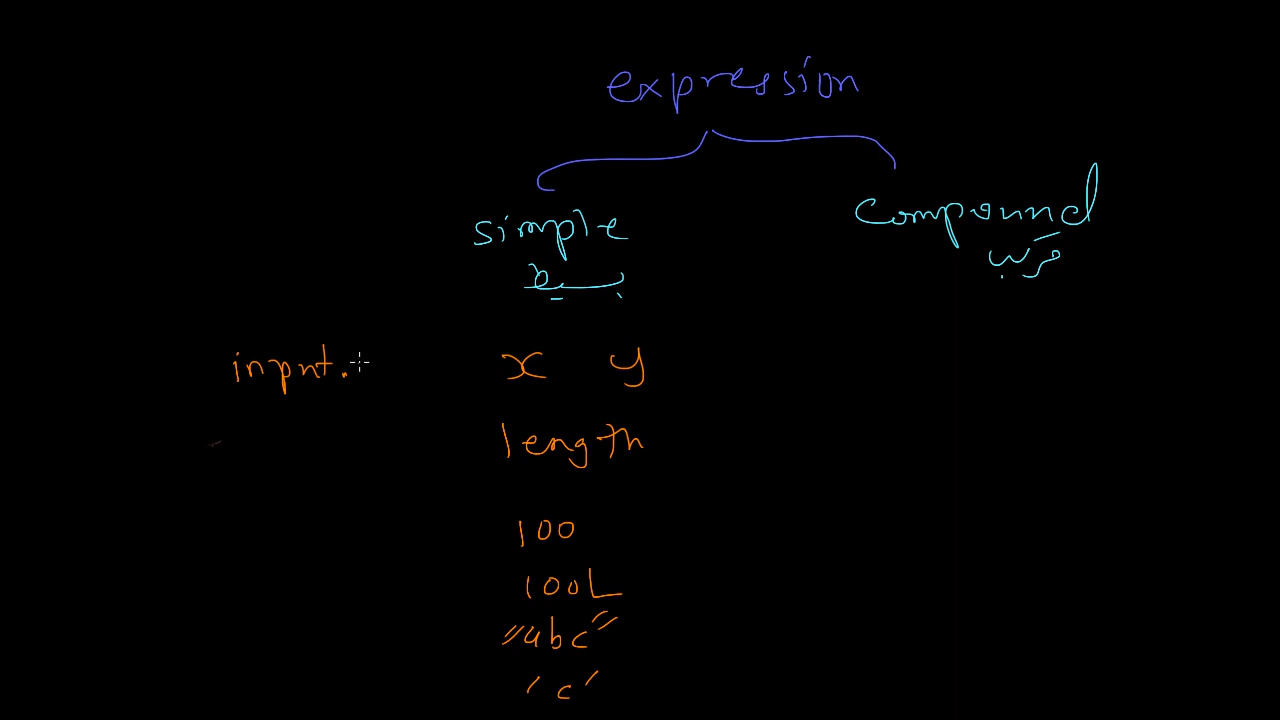 expression
simple compound
بسيط مركب
input. x y
length
100
100L
"abc"
'c'